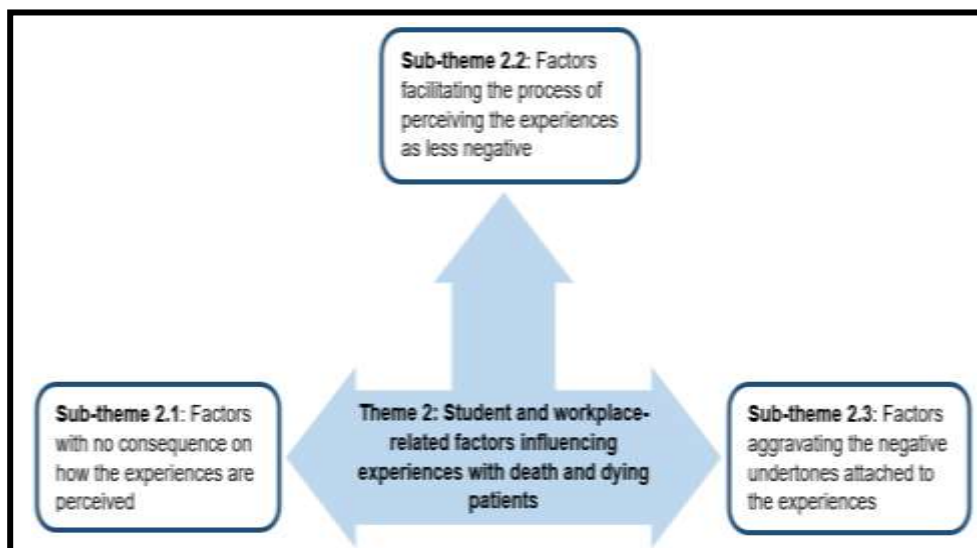 Sub-theme 2.2: Factors
facilitating the process of
perceiving the experiences
as less negative
Sub-theme 2.1: Factors
with no consequence on
how the experiences are
perceived
Theme 2: Student and workplace-
related factors influencing
experiences with death and dying
patients
Sub-theme 2.3: Factors
aggravating the negative
undertones attached to
the experiences